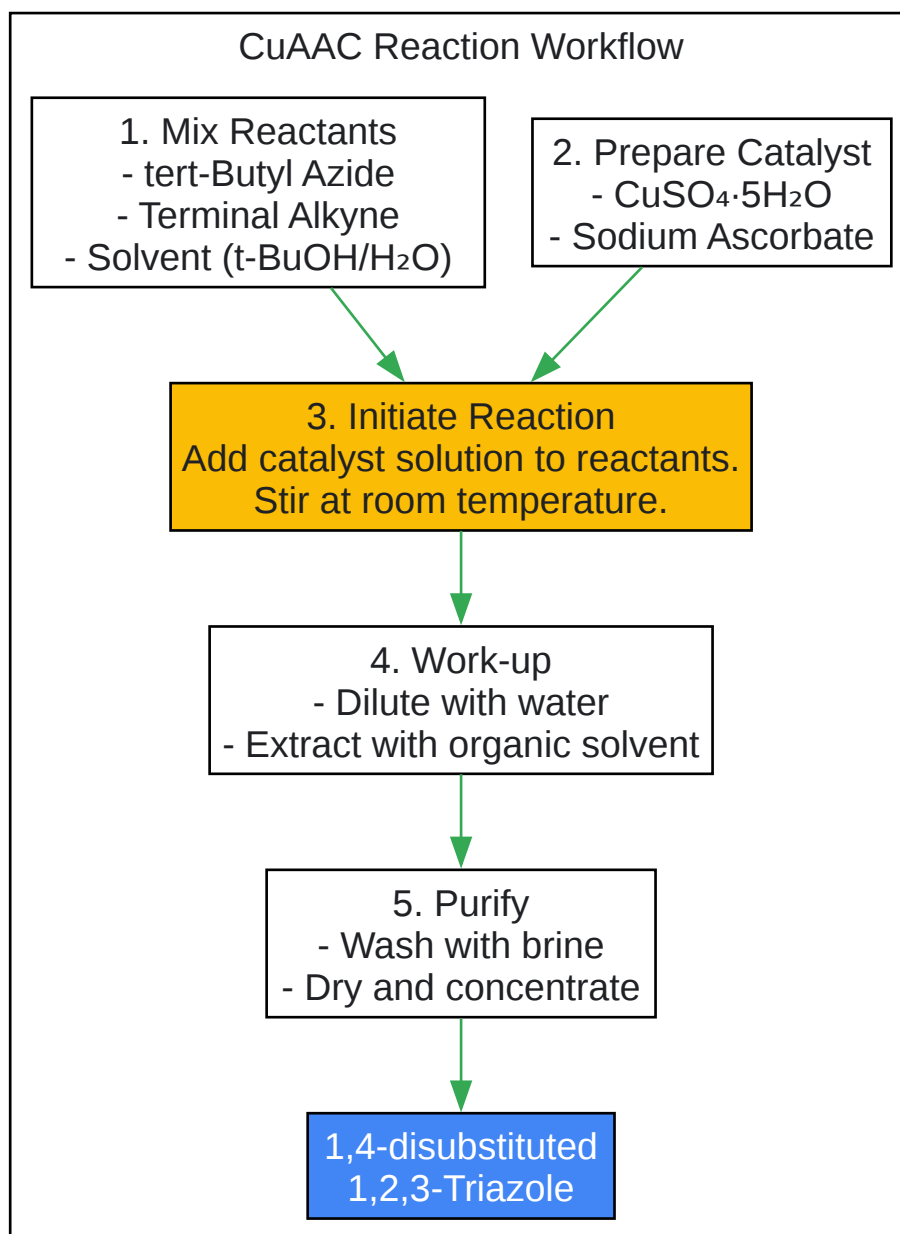 CuAAC Reaction Workflow
1. Mix Reactants
- tert-Butyl Azide
- Terminal Alkyne
- Solvent (t-BuOH/H₂O)
2. Prepare Catalyst
- CuSO₄·5H₂O
- Sodium Ascorbate
3. Initiate Reaction
Add catalyst solution to reactants.
Stir at room temperature.
4. Work-up
- Dilute with water
- Extract with organic solvent
5. Purify
- Wash with brine
- Dry and concentrate
1,4-disubstituted
1,2,3-Triazole